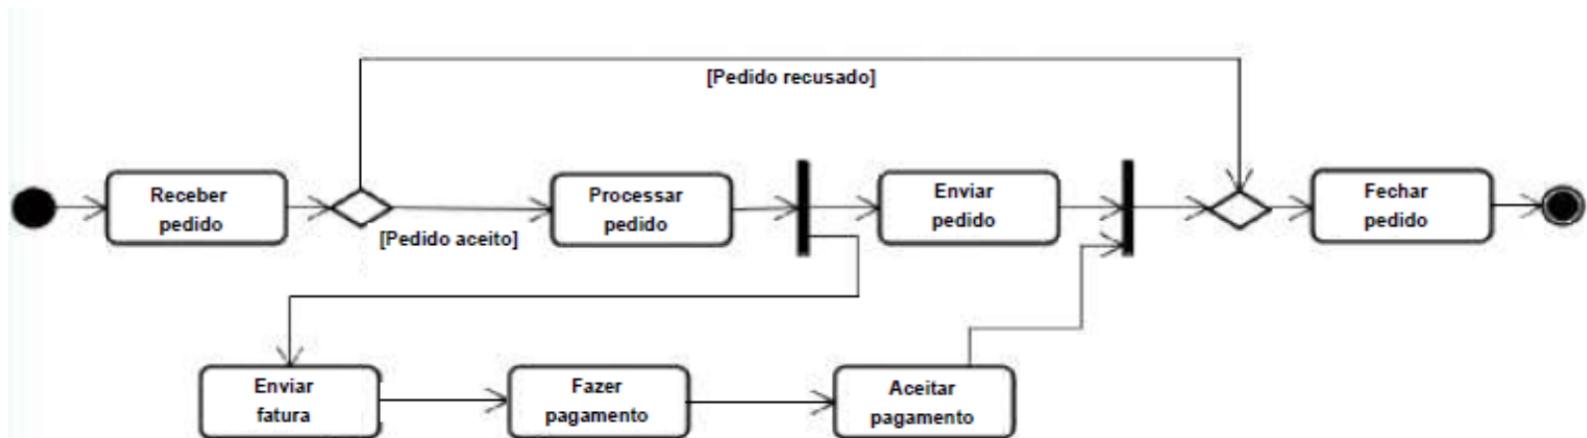 [Pedido recusado]
Receber
pedido
[Pedido aceito]
Processar
pedido
Enviar
pedido
Fechar
pedido
Enviar
fatura
Fazer
pagamento
Aceitar
pagamento